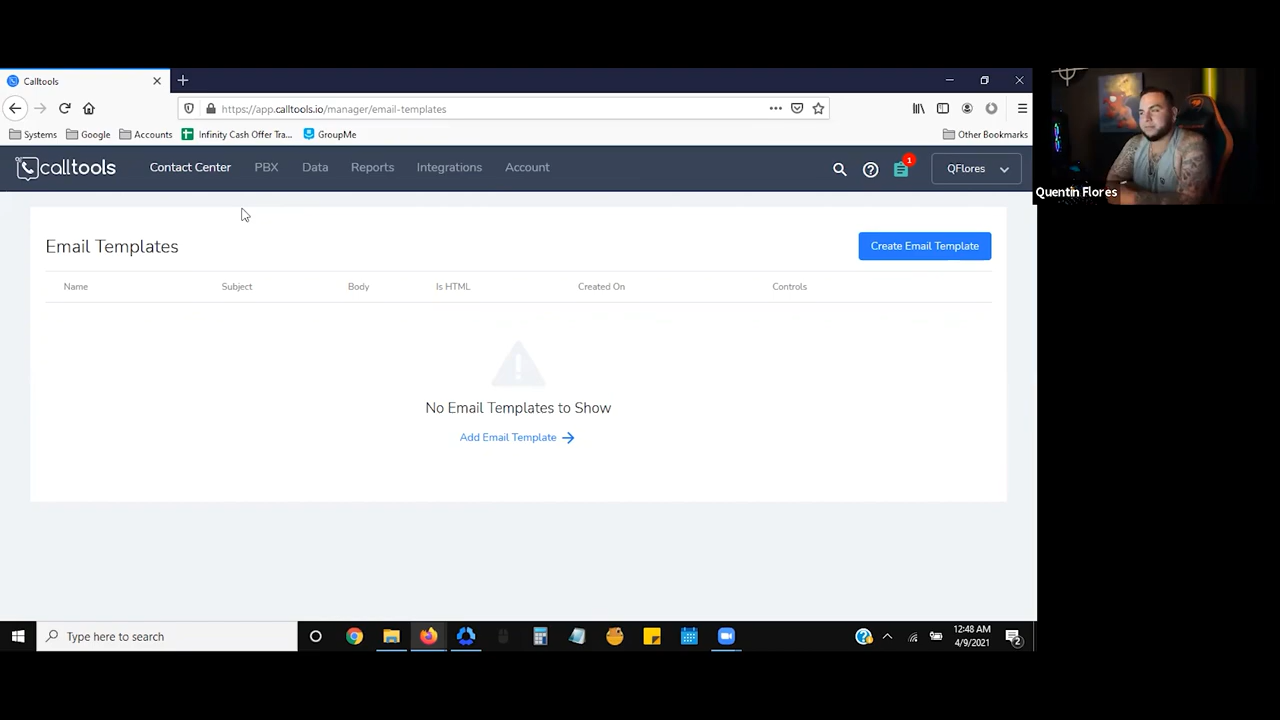 Calltools
https://app.calltools.io/manager/email-templates
Systems
Google
Accounts
Infinity Cash Offer Tra...
GroupMe
Other Bookmarks
calltools
Contact Center
PBX
Data
Reports
Integrations
Account
1
QFlores
Quentin Flores
Email Templates
Create Email Template
Name
Subject
Body
Is HTML
Created On
Controls
No Email Templates to Show
Add Email Template
Type here to search
12:48 AM
4/9/2021
2